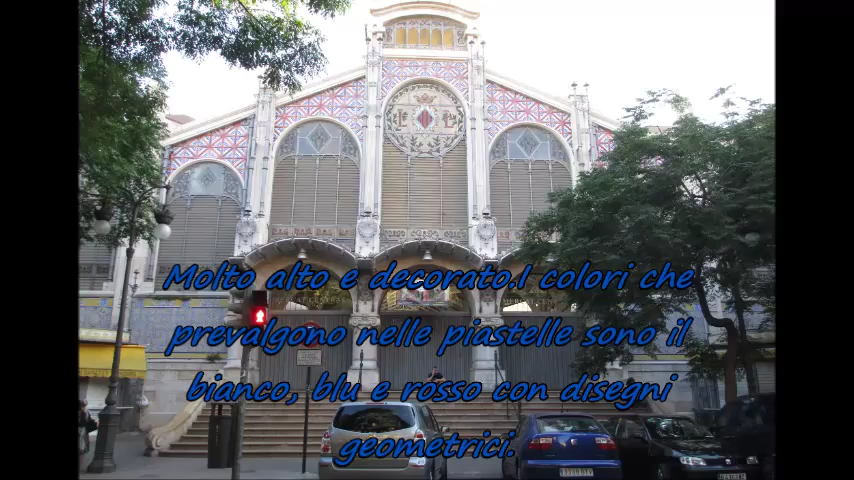 Molto alto e decorato.I colori che
prevalgono nelle piastelle sono il
bianco, blu e rosso con disegni
geometrici.